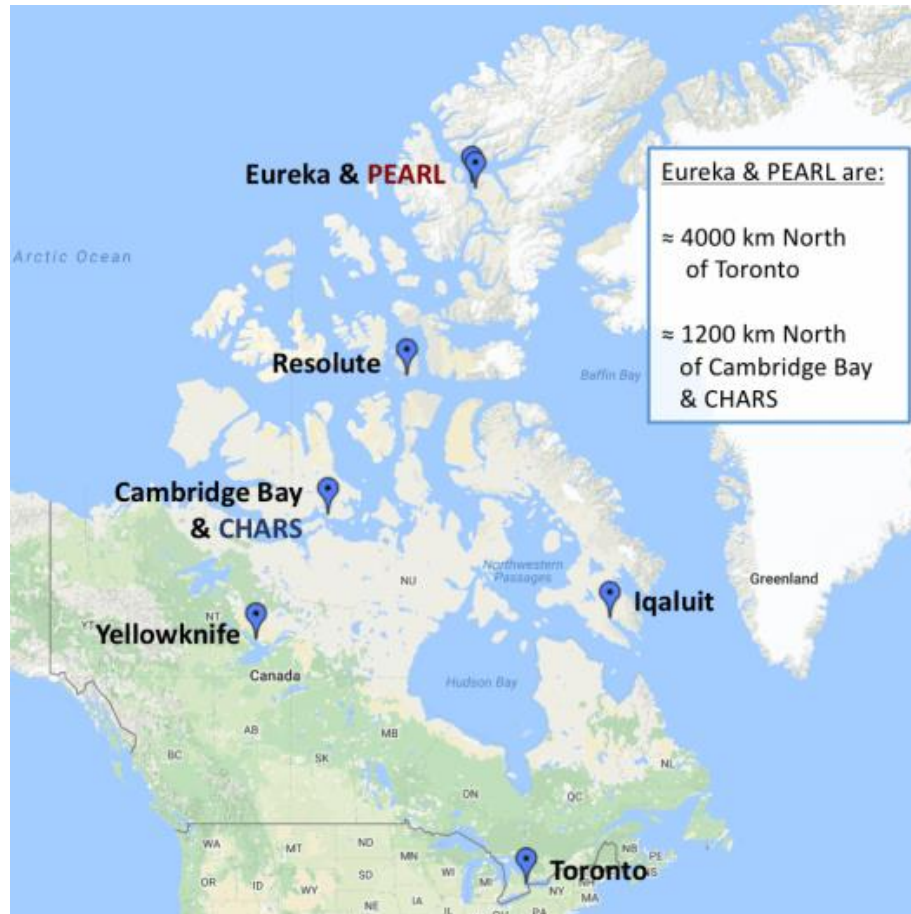 Eureka & PEARL
Eureka & PEARL are:
≈ 4000 km North
of Toronto
≈ 1200 km North
of Cambridge Bay
& CHARS
Arctic Ocean
Resolute
Baffin Bay
Cambridge Bay
& CHARS
Northwestern
Passages
NU
Greenland
Iqaluit
YT
NT
Yellowknife
Canada
Hudson Bay
AB
MB
BC
SK
NL
ON
QC
WA
MT
ND
MN
NB
PE
NS
OR
ID
WY
SD
WI
MI
Toronto
NH
NY
MA
NE
IA
IL
OH
PA